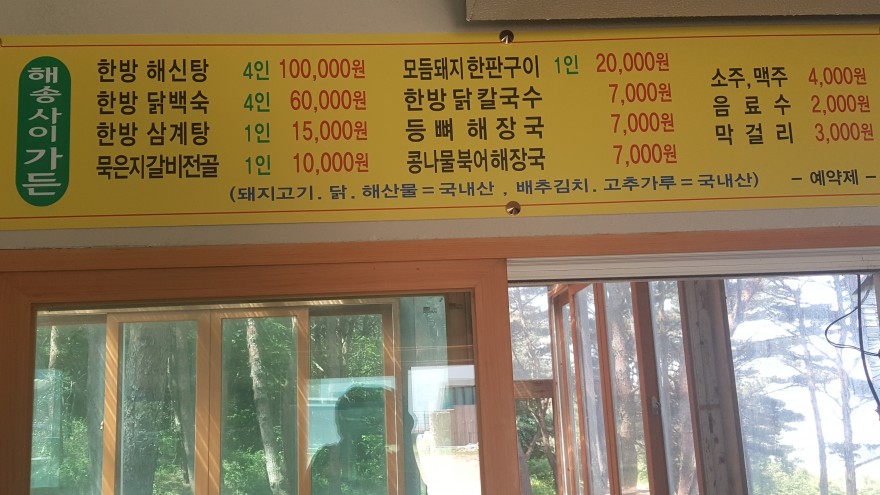 해송사이가든
한방 해신탕 4인 100,000원
한방 닭백숙 4인 60,000원
한방 삼계탕 1인 15,000원
묵은지갈비전골 1인 10,000원
모듬돼지한판구이 1인 20,000원
한방닭칼국수 7,000원
등뼈해장국 7,000원
콩나물북어해장국 7,000원
소주,맥주 4,000원
음료수 2,000원
막걸리 3,000원
(돼지고기. 닭. 해산물=국내산, 배추김치. 고추가루=국내산)
- 예약제 -